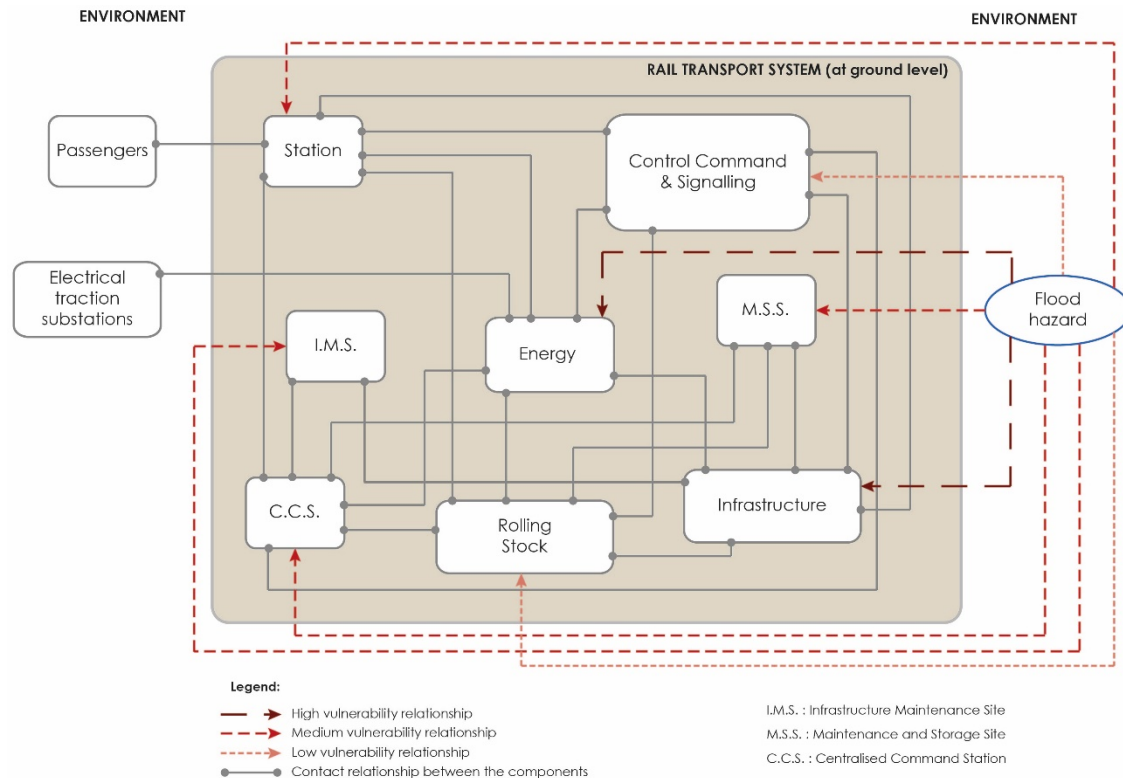 ENVIRONMENT
ENVIRONMENT
RAIL TRANSPORT SYSTEM (at ground level)
Passengers
Station
Control Command
& Signalling
Electrical
traction
substations
I.M.S.
Energy
M.S.S.
Flood
hazard
C.C.S.
Rolling
Stock
Infrastructure
Legend:
High vulnerability relationship
Medium vulnerability relationship
Low vulnerability relationship
Contact relationship between the components
I.M.S. : Infrastructure Maintenance Site
M.S.S. : Maintenance and Storage Site
C.C.S. : Centralised Command Station